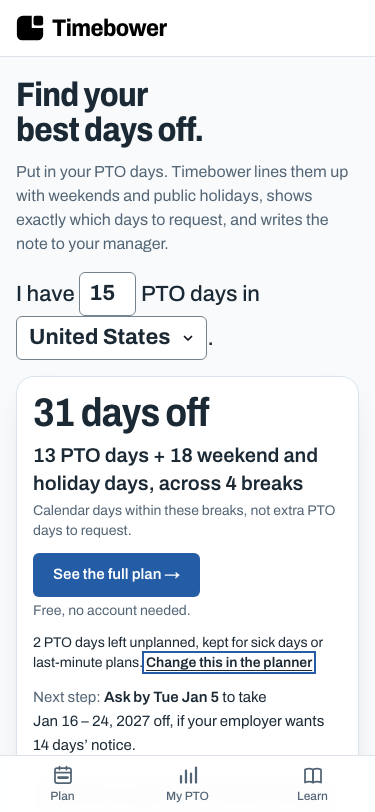 Timebower
Find your
best days off.
Put in your PTO days. Timebower lines them up
with weekends and public holidays, shows
exactly which days to request, and writes the
note to your manager.
I have 15 PTO days in
United States .
31 days off
13 PTO days + 18 weekend and
holiday days, across 4 breaks
Calendar days within these breaks, not extra PTO
days to request.
See the full plan →
Free, no account needed.
2 PTO days left unplanned, kept for sick days or
last-minute plans. Change this in the planner
Next step: Ask by Tue Jan 5 to take
Jan 16 – 24, 2027 off, if your employer wants
14 days’ notice.
Plan My PTO Learn